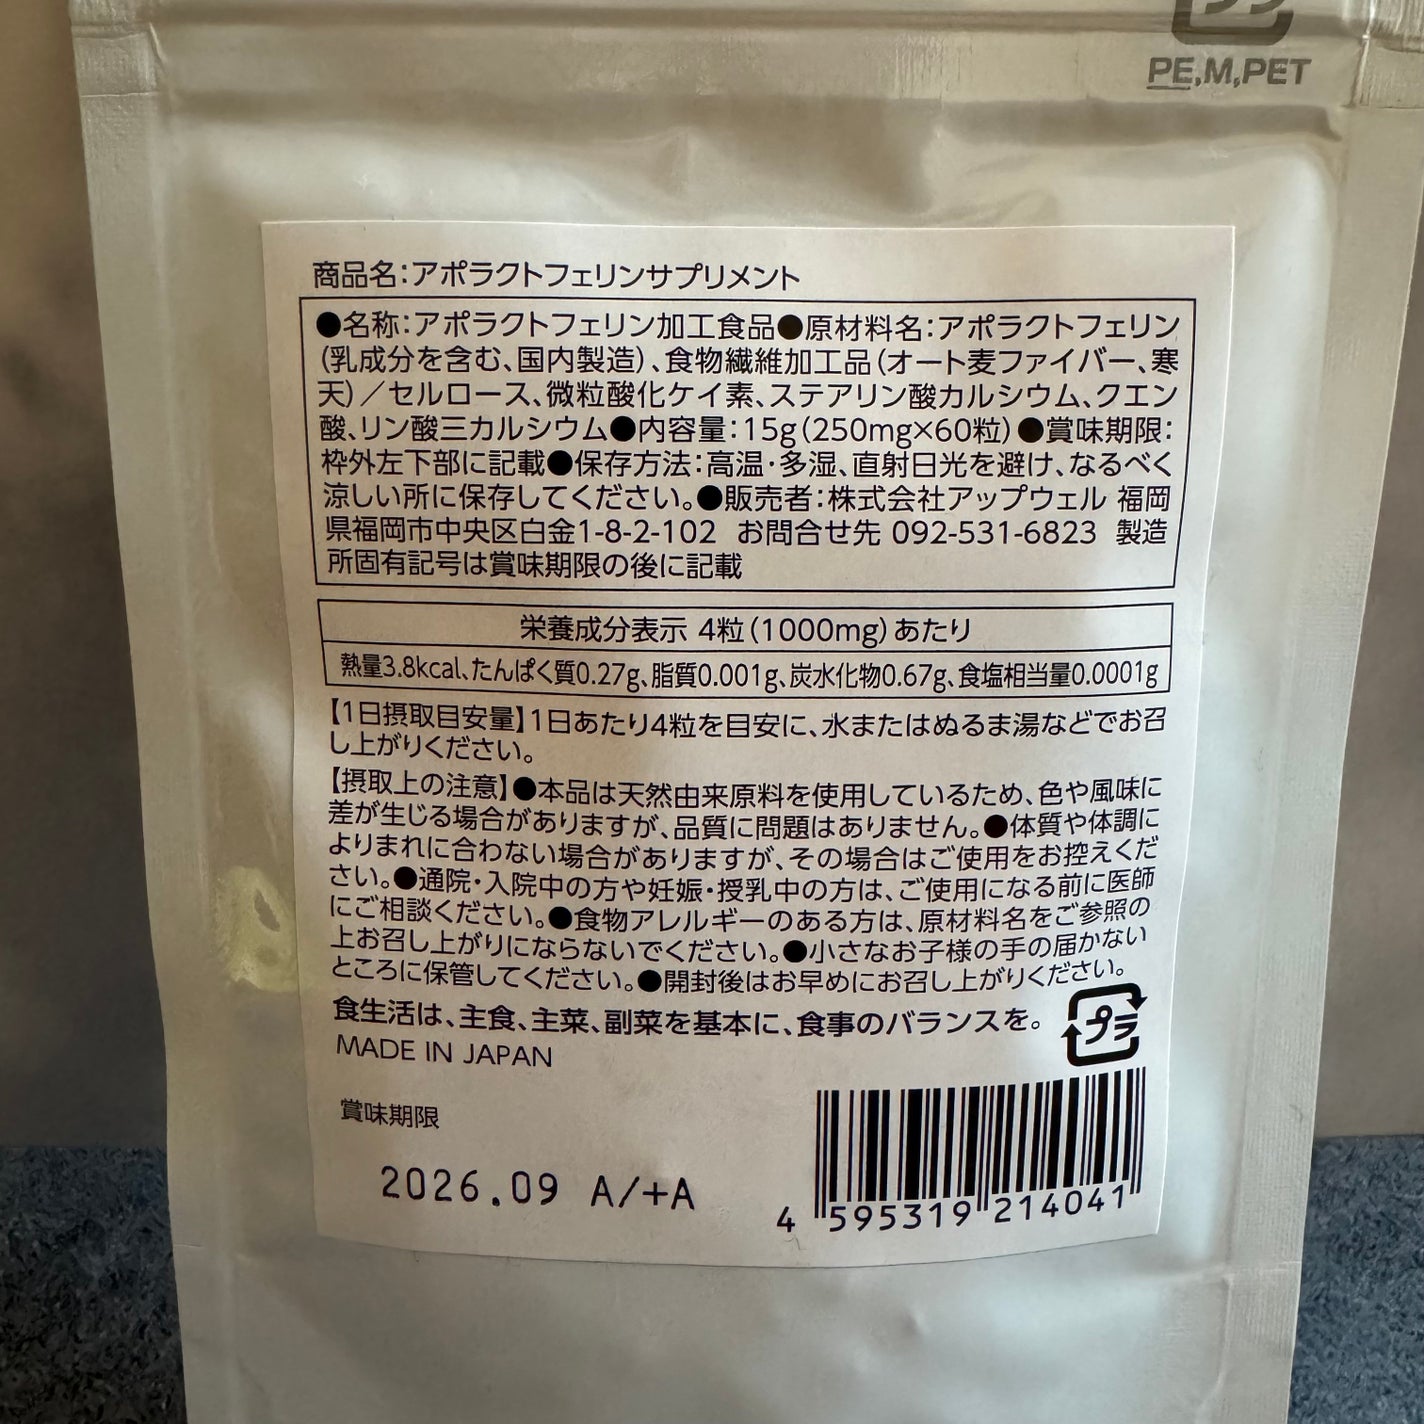 PE,M,PET
商品名:アポラクトフェリンサプリメント
●名称:アポラクトフェリン加工食品●原材料名:アポラクトフェリン
(乳成分を含む、国内製造)、食物繊維加工品(オート麦ファイバー、寒
天)/セルロース、微粒酸化ケイ素、ステアリン酸カルシウム、クエン
酸、リン酸三カルシウム●内容量:15g(250mg×60粒)●賞味期限:
枠外左下部に記載●保存方法:高温・多湿、直射日光を避け、なるべく
涼しい所に保存してください。●販売者:株式会社アップウェル 福岡
県福岡市中央区白金1-8-2-102 お問合せ先 092-531-6823 製造
所固有記号は賞味期限の後に記載
栄養成分表示 4粒(1000mg)あたり
熱量3.8kcal、たんぱく質0.27g、脂質0.001g、炭水化物0.67g、食塩相当量0.0001g
【1日摂取目安量】1日あたり4粒を目安に、水またはぬるま湯などでお召
し上がりください。
【摂取上の注意】●本品は天然由来原料を使用しているため、色や風味に
差が生じる場合がありますが、品質に問題はありません。●体質や体調に
よりまれに合わない場合がありますが、その場合はご使用をお控えくだ
さい。●通院・入院中の方や妊娠・授乳中の方は、ご使用になる前に医師
にご相談ください。●食物アレルギーのある方は、原材料名をご参照の
上お召し上がりにならないでください。●小さなお子様の手の届かない
ところに保管してください。●開封後はお早めにお召し上がりください。
食生活は、主食、主菜、副菜を基本に、食事のバランスを。
プラ
MADE IN JAPAN
賞味期限
2026.09 A/+A
4 595319 214041